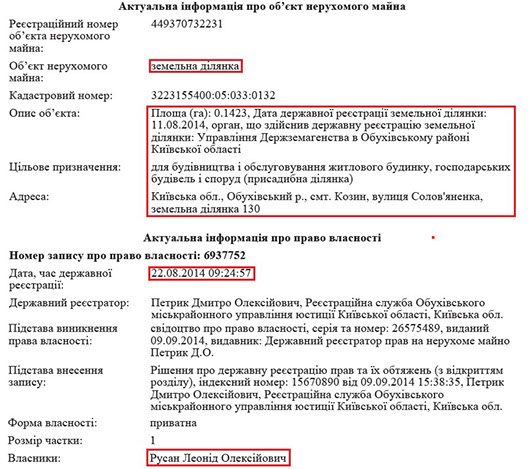 Актуальна інформація про об'єкт нерухомого майна
Реєстраційний номер 449370732231
об'єкта нерухомого
майна:
Об'єкт нерухомого земельна ділянка
майна:
Кадастровий номер: 3223155400:05:033:0132
Опис об'єкта: Площа (га): 0.1423, Дата державної реєстрації земельної ділянки:
11.08.2014, орган, що здійснив державну реєстрацію земельної
ділянки: Управління Держземагенства в Обухівському районі
Київської області
Цільове призначення: для будівництва і обслуговування житлового будинку, господарських
будівель і споруд (присадибна ділянка)
Адреса: Київська обл., Обухівський р., смт. Козин, вулиця Солов'яненка,
земельна ділянка 130
Актуальна інформація про право власності
Номер запису про право власності: 6937752
Дата, час державної 22.08.2014 09:24:57
реєстрації:
Державний реєстратор: Петрик Дмитро Олексійович, Реєстраційна служба Обухівського
міськрайонного управління юстиції Київської області, Київська обл.
Підстава виникнення свідоцтво про право власності, серія та номер: 26575489, виданий
права власності: 09.09.2014, видавник: Державний реєстратор прав на нерухоме майно
Петрик Д.О.
Підстава внесення Рішення про державну реєстрацію прав та їх обтяжень (з відкриттям
запису: розділу), індексний номер: 15670890 від 09.09.2014 15:38:35, Петрик
Дмитро Олексійович, Реєстраційна служба Обухівського
міськрайонного управління юстиції Київської області, Київська обл.
Форма власності: приватна
Розмір частки: 1
Власники: Русан Леонід Олексійович